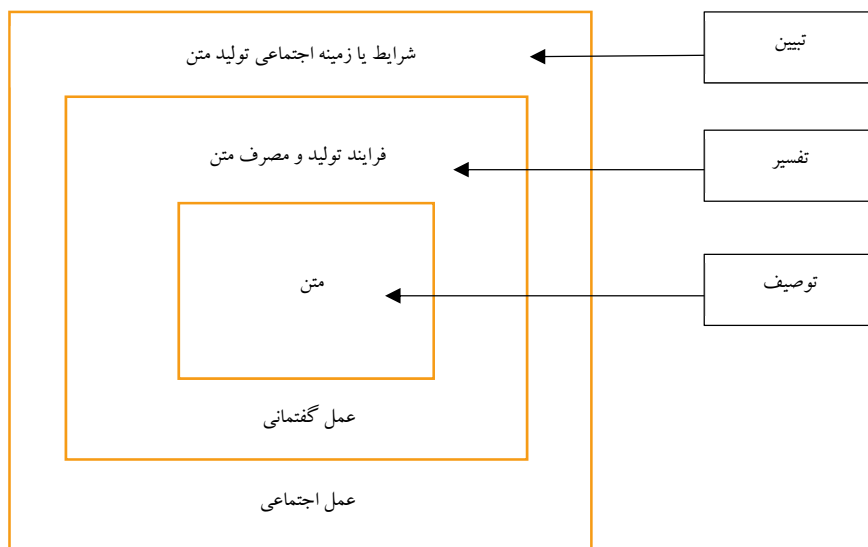 تبیین
شرایط یا زمینه اجتماعی تولید متن
تفسیر
فرایند تولید و مصرف متن
توصیف
متن
عمل گفتمانی
عمل اجتماعی